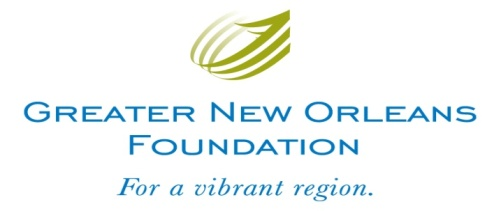 Greater New Orleans
Foundation
For a vibrant region.